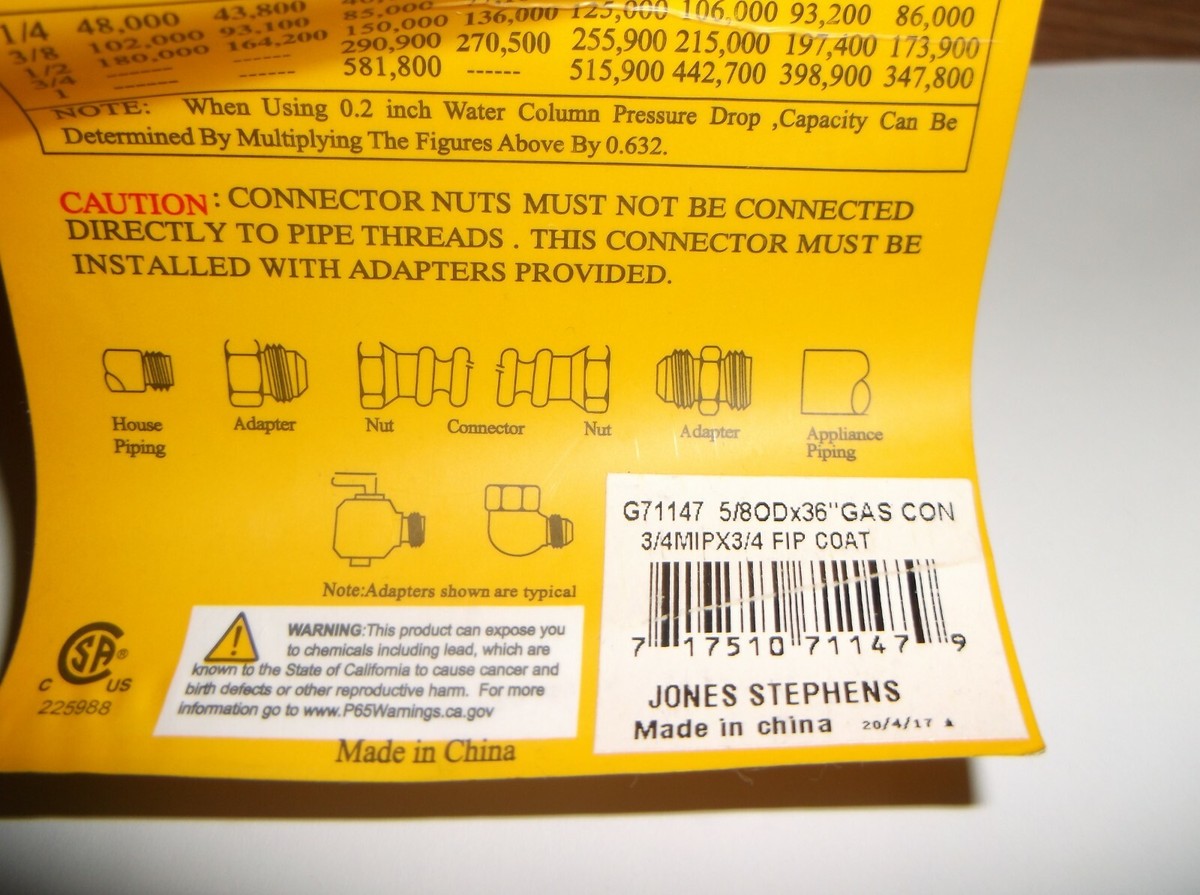 1/4 48,000 43,800 85,000 136,000 125,000 106,000 93,200 86,000
3/8 102,000 93,100 150,000
1/2 180,000 164,200 290,900 270,500 255,900 215,000 197,400 173,900
3/4 ------ ------ 581,800 ------ 515,900 442,700 398,900 347,800
1
NOTE: When Using 0.2 inch Water Column Pressure Drop ,Capacity Can Be
Determined By Multiplying The Figures Above By 0.632.
CAUTION: CONNECTOR NUTS MUST NOT BE CONNECTED
DIRECTLY TO PIPE THREADS . THIS CONNECTOR MUST BE
INSTALLED WITH ADAPTERS PROVIDED.
House
Piping
Adapter
Nut
Connector
Nut
Adapter
Appliance
Piping
Note:Adapters shown are typical
CSA®
C US
225988
WARNING:This product can expose you
to chemicals including lead, which are
known to the State of California to cause cancer and
birth defects or other reproductive harm. For more
information go to www.P65Warnings.ca.gov
Made in China
G71147 5/8ODx36"GAS CON
3/4MIPX3/4 FIP COAT
7 17510 71147 9
JONES STEPHENS
Made in china 20/4/17 ▲